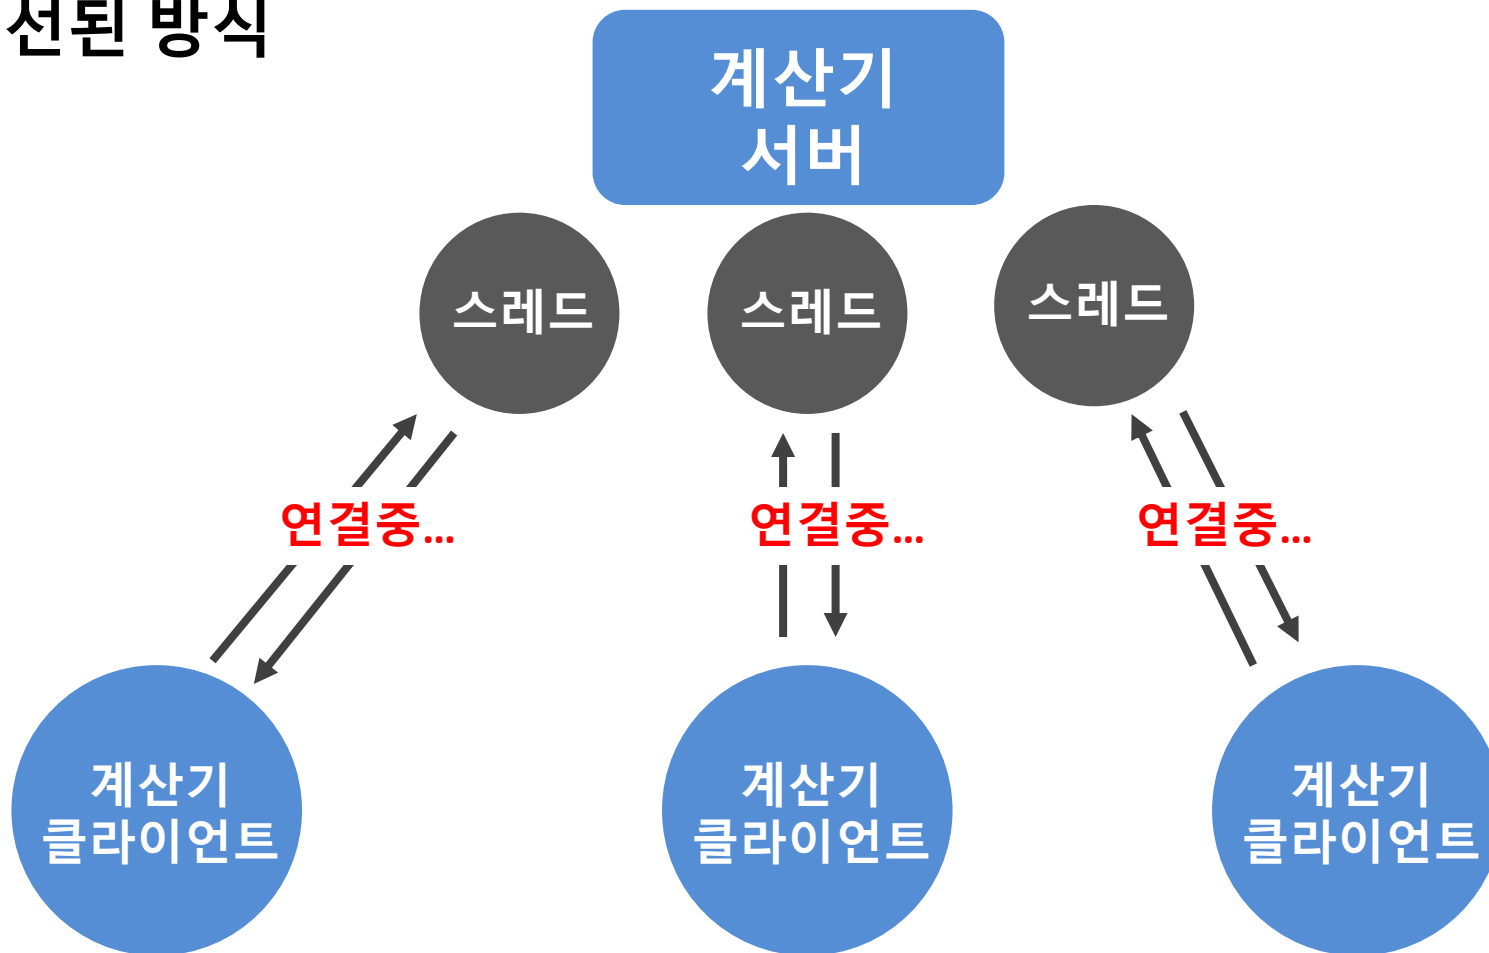 선된 방식
계산기
서버
스레드 스레드 스레드
연결중... 연결중... 연결중...
계산기 계산기 계산기
클라이언트 클라이언트 클라이언트